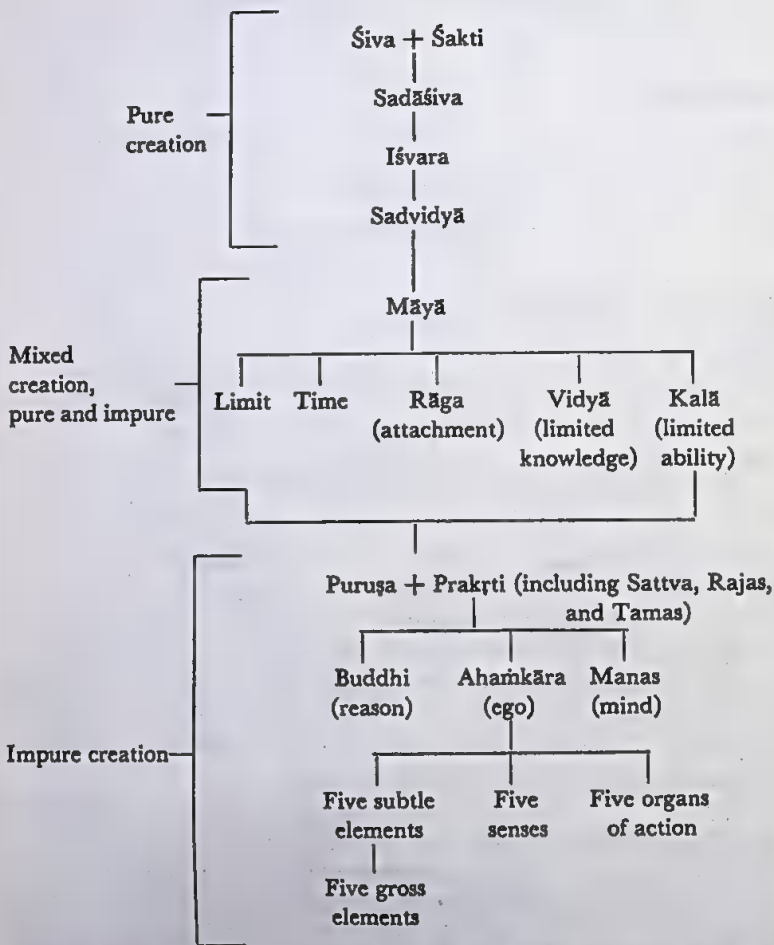 Śiva + Śakti
Sadāśiva
Pure
creation
Iśvara
Sadvidyā
Māyā
Mixed
creation,
pure and impure
Limit Time Rāga Vidyā Kalā
(attachment) (limited (limited
knowledge) ability)
Puruṣa + Prakṛti (including Sattva, Rajas,
and Tamas)
Buddhi Ahaṁkāra Manas
(reason) (ego) (mind)
Impure creation
Five subtle Five Five organs
elements senses of action
Five gross
elements